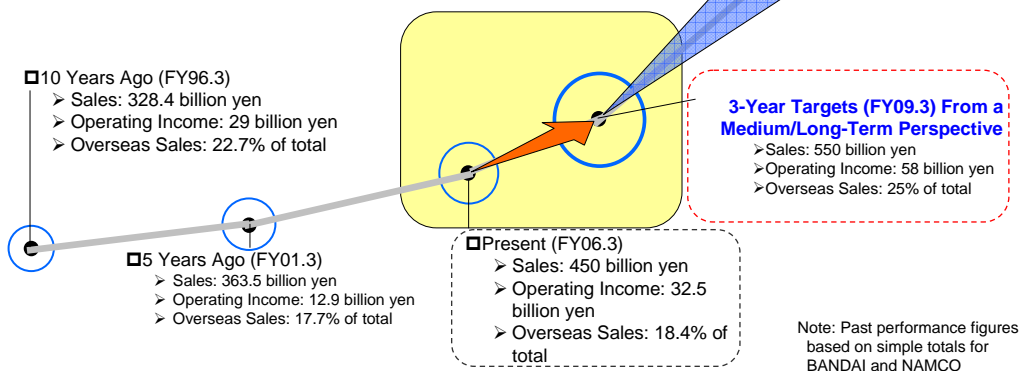 10 Years Ago (FY96.3)
➢ Sales: 328.4 billion yen
➢ Operating Income: 29 billion yen
➢ Overseas Sales: 22.7% of total
5 Years Ago (FY01.3)
➢ Sales: 363.5 billion yen
➢ Operating Income: 12.9 billion yen
➢ Overseas Sales: 17.7% of total
Present (FY06.3)
➢ Sales: 450 billion yen
➢ Operating Income: 32.5
billion yen
➢ Overseas Sales: 18.4% of
total
3-Year Targets (FY09.3) From a
Medium/Long-Term Perspective
➢Sales: 550 billion yen
➢Operating Income: 58 billion yen
➢Overseas Sales: 25% of total
Note: Past performance figures
based on simple totals for
BANDAI and NAMCO